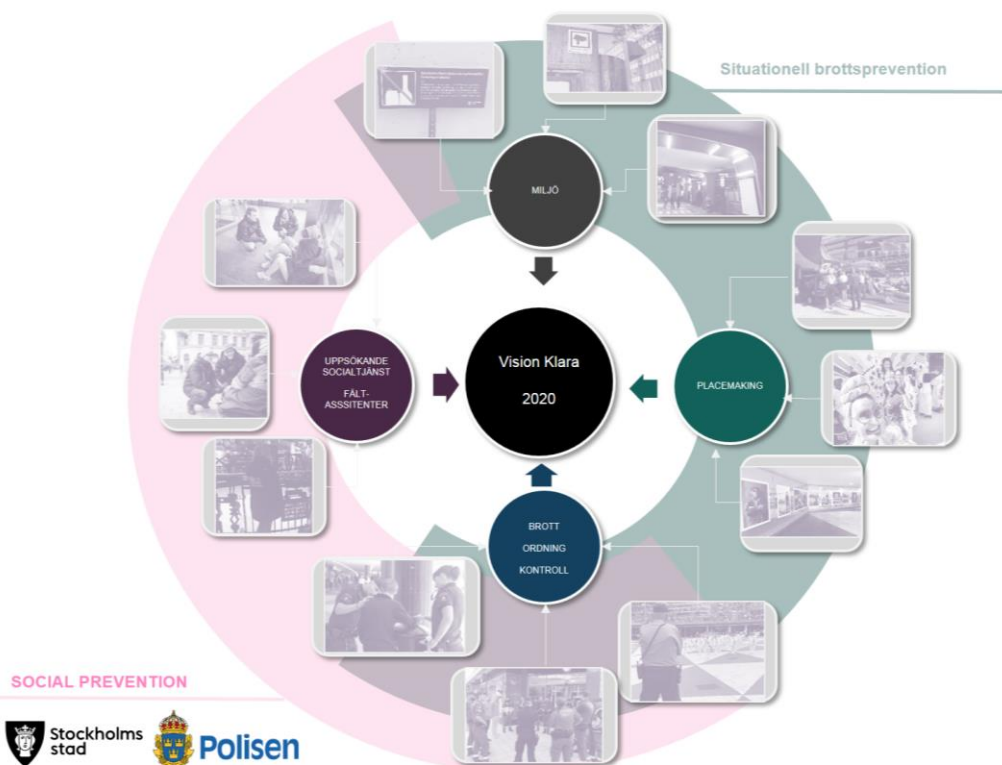 Situationell brottsprevention
MILJÖ
UPPSÖKANDE
SOCIALTJÄNST
FÄLT-
ASSSITENTER
Vision Klara
2020
PLACEMAKING
BROTT
ORDNING
KONTROLL
SOCIAL PREVENTION
Stockholms
stad
Polisen